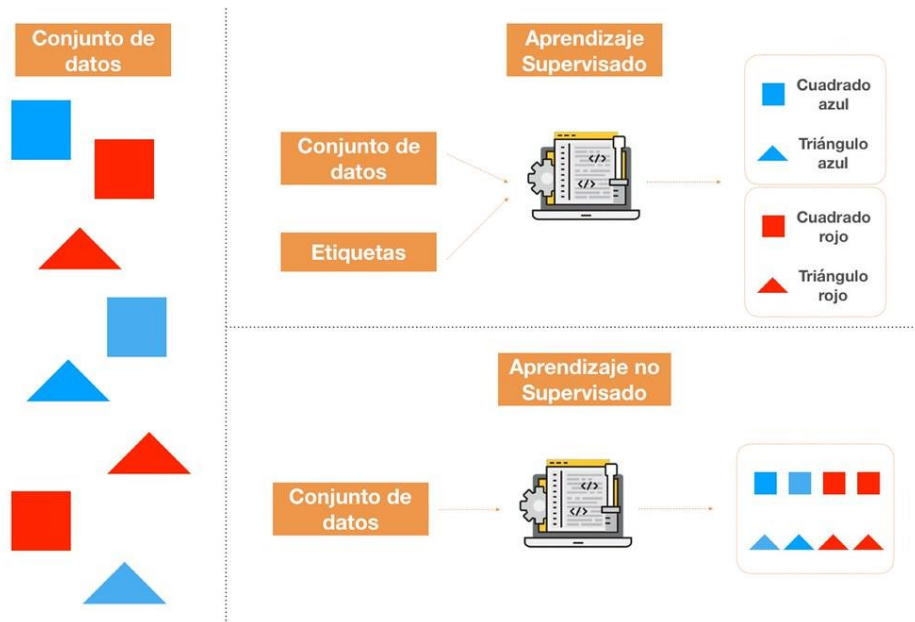 Conjunto de
datos
Aprendizaje
Supervisado
Conjunto de
datos
Etiquetas
</>
</>
Cuadrado
azul
Triángulo
azul
Cuadrado
rojo
Triángulo
rojo
Aprendizaje no
Supervisado
Conjunto de
datos
</>
</>